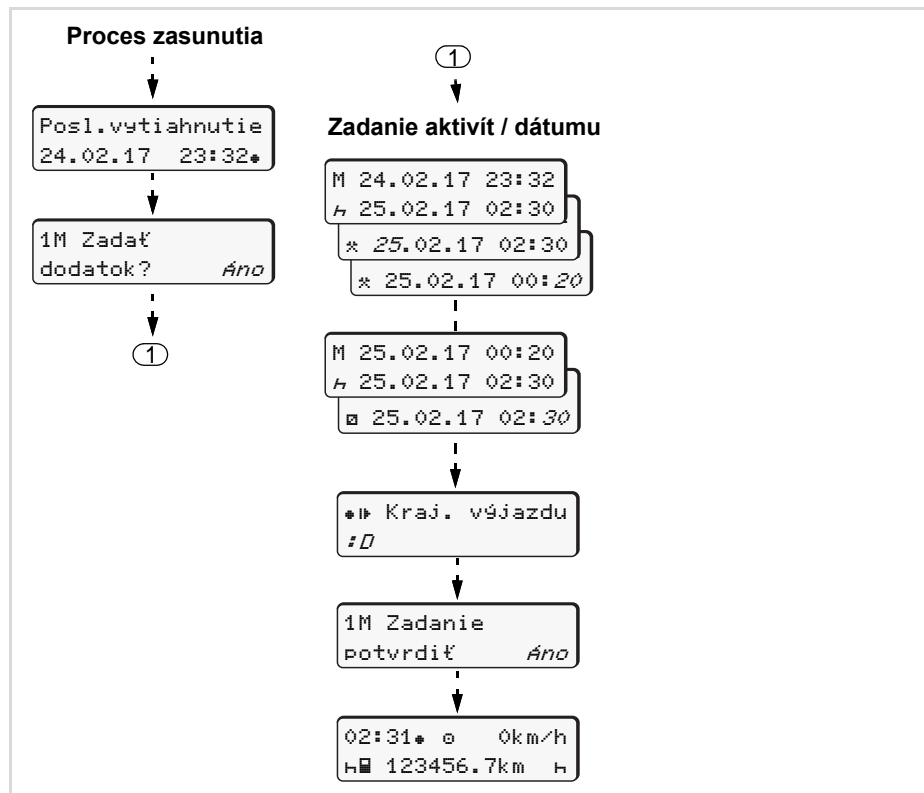 Proces zasunutia
Posl.vytiahnutie
24.02.17 23:32
1M Zadať
dodatok? Áno
1
1
Zadanie aktivít / dátumu
M 24.02.17 23:32
25.02.17 02:30
25.02.17 02:30
25.02.17 00:20
M 25.02.17 00:20
25.02.17 02:30
25.02.17 02:30
Kraj. výjazdu
:D
1M Zadanie
potvrdiť Áno
02:31 0km/h
123456.7km